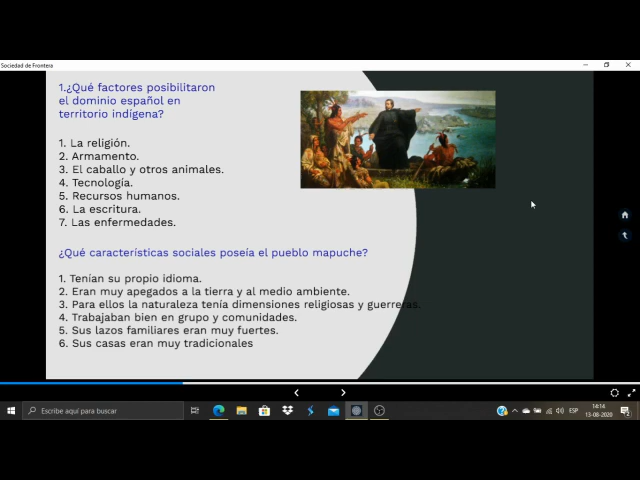 Sociedad de Frontera
1.¿Qué factores posibilitaron
el dominio español en
territorio indígena?
1. La religión.
2. Armamento.
3. El caballo y otros animales.
4. Tecnología.
5. Recursos humanos.
6. La escritura.
7. Las enfermedades.
¿Qué características sociales poseía el pueblo mapuche?
1. Tenían su propio idioma.
2. Eran muy apegados a la tierra y al medio ambiente.
3. Para ellos la naturaleza tenía dimensiones religiosas y guerreras.
4. Trabajaban bien en grupo y comunidades.
5. Sus lazos familiares eran muy fuertes.
6. Sus casas eran muy tradicionales
Escribe aquí para buscar
ESP
14:14
13-08-2020